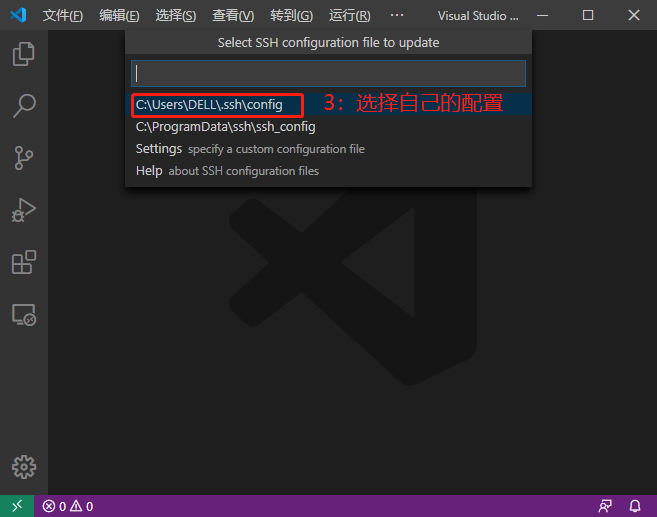 文件(F) 编辑(E) 选择(S) 查看(V) 转到(G) 运行(R) ··· Visual Studio ...
Select SSH configuration file to update
C:\Users\DELL\.ssh\config 3：选择自己的配置
C:\ProgramData\ssh\ssh_config
Settings specify a custom configuration file
Help about SSH configuration files
0 0